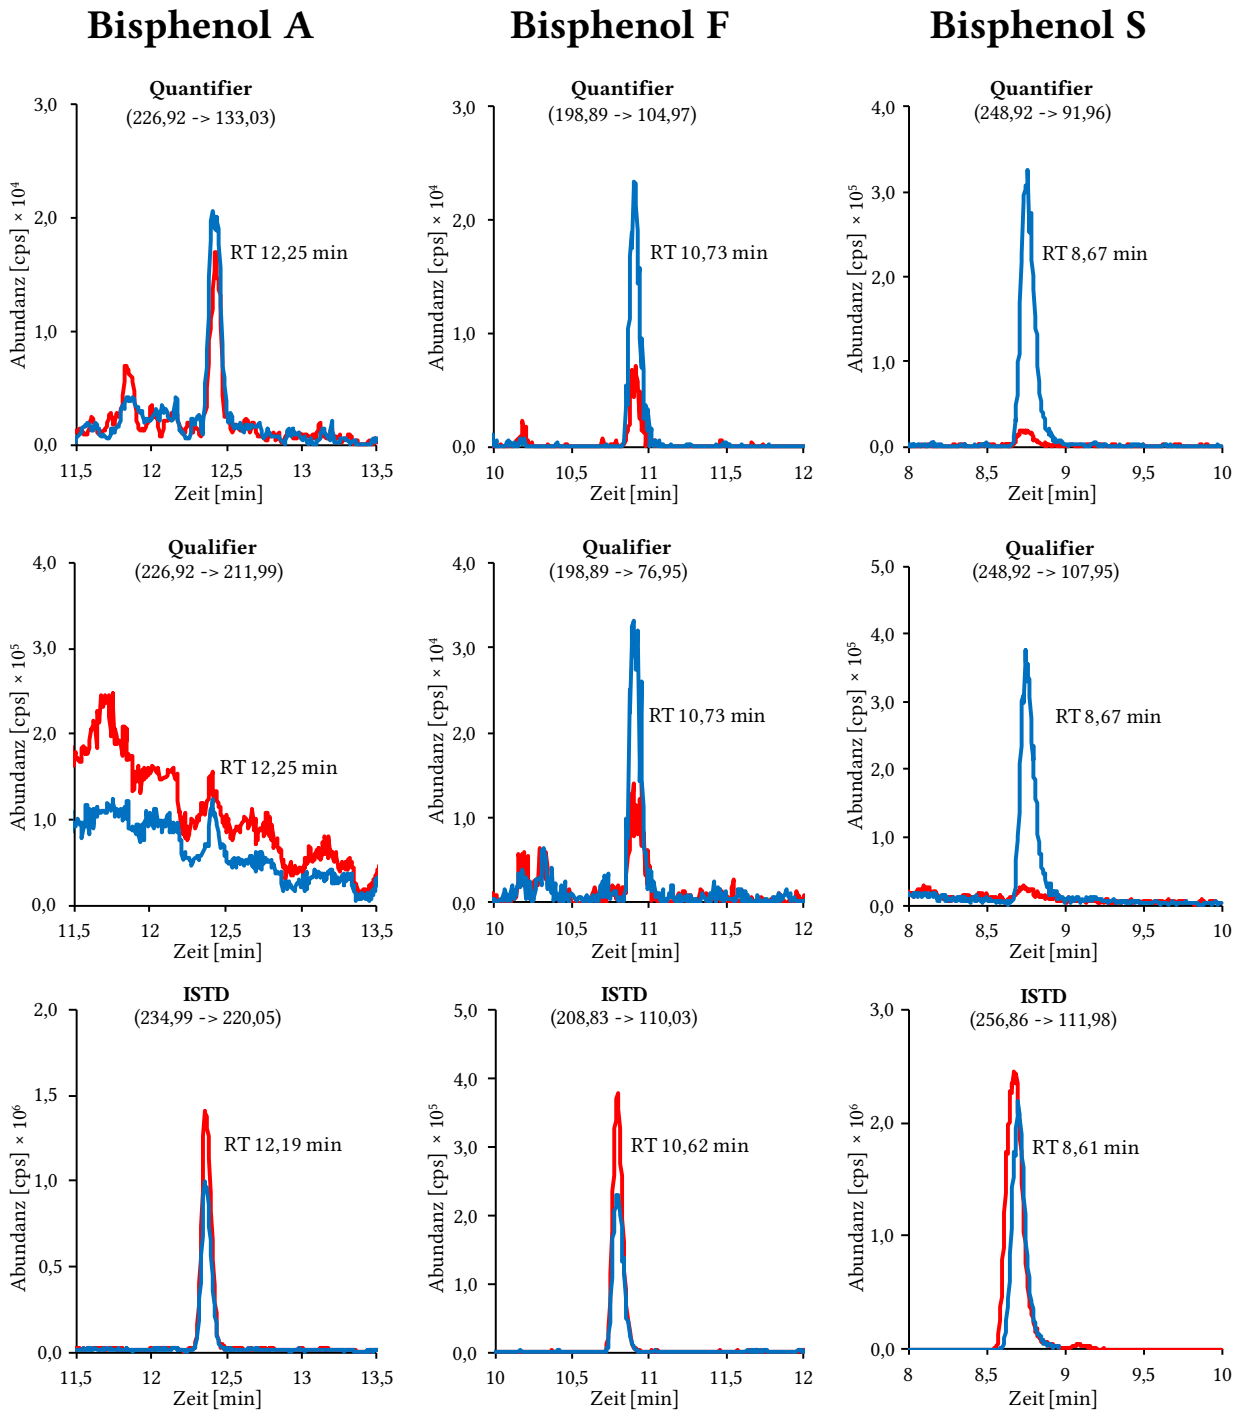 Bisphenol A
Bisphenol F
Bisphenol S
Quantifier
(226,92 -> 133,03)
Abundanz [cps] × 10⁴
3,0
2,0
1,0
0,0
RT 12,25 min
11,5 12 12,5 13 13,5
Zeit [min]
Quantifier
(198,89 -> 104,97)
Abundanz [cps] × 10⁴
3,0
2,0
1,0
0,0
RT 10,73 min
10 10,5 11 11,5 12
Zeit [min]
Quantifier
(248,92 -> 91,96)
Abundanz [cps] × 10⁵
4,0
3,0
2,0
1,0
0,0
RT 8,67 min
8 8,5 9 9,5 10
Zeit [min]
Qualifier
(226,92 -> 211,99)
Abundanz [cps] × 10⁵
4,0
3,0
2,0
1,0
0,0
RT 12,25 min
11,5 12 12,5 13 13,5
Zeit [min]
Qualifier
(198,89 -> 76,95)
Abundanz [cps] × 10⁴
4,0
3,0
2,0
1,0
0,0
RT 10,73 min
10 10,5 11 11,5 12
Zeit [min]
Qualifier
(248,92 -> 107,95)
Abundanz [cps] × 10⁵
5,0
4,0
3,0
2,0
1,0
0,0
RT 8,67 min
8 8,5 9 9,5 10
Zeit [min]
ISTD
(234,99 -> 220,05)
Abundanz [cps] × 10⁶
2,0
1,5
1,0
0,5
0,0
RT 12,19 min
11,5 12 12,5 13 13,5
Zeit [min]
ISTD
(208,83 -> 110,03)
Abundanz [cps] × 10⁵
5,0
4,0
3,0
2,0
1,0
0,0
RT 10,62 min
10 10,5 11 11,5 12
Zeit [min]
ISTD
(256,86 -> 111,98)
Abundanz [cps] × 10⁶
3,0
2,0
1,0
0,0
RT 8,61 min
8 8,5 9 9,5 10
Zeit [min]